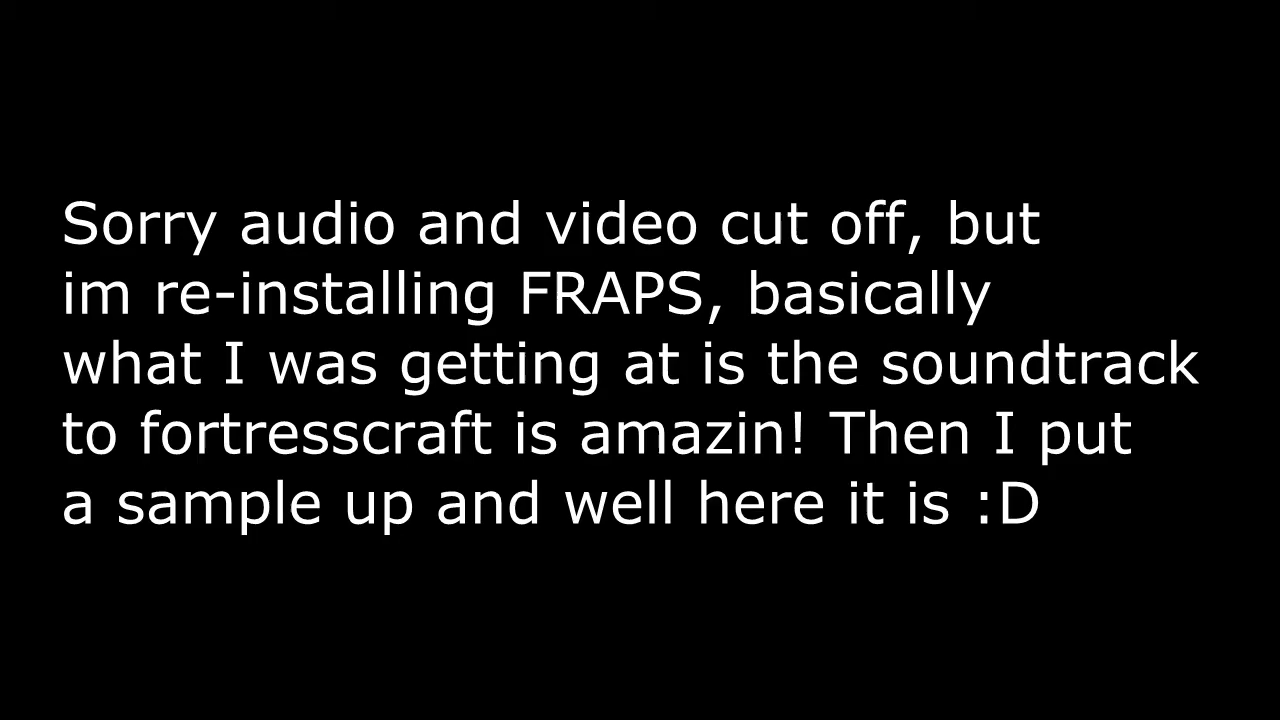 Sorry audio and video cut off, but
im re-installing FRAPS, basically
what I was getting at is the soundtrack
to fortresscraft is amazin! Then I put
a sample up and well here it is :D